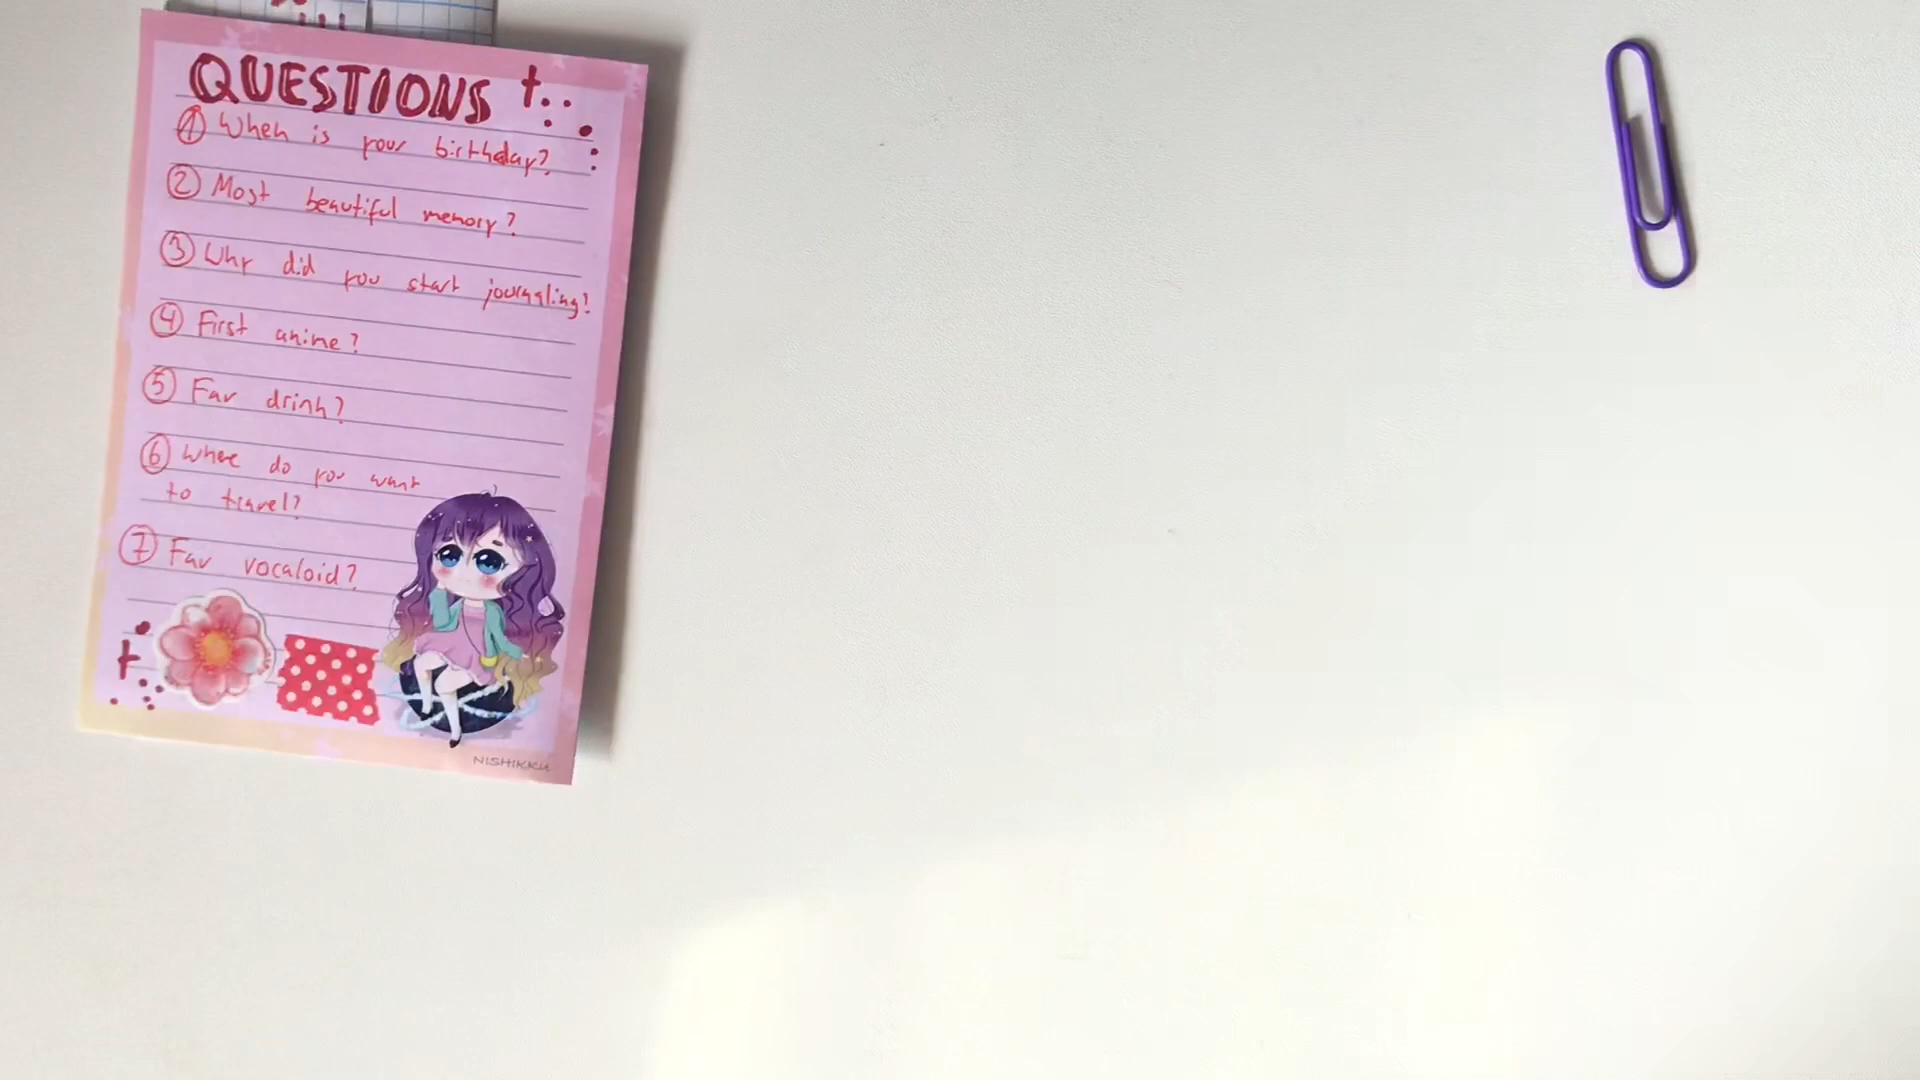 QUESTIONS
① When is your birthday?
② Most beautiful memory?
③ Why did you start journaling?
④ First anime?
⑤ Fav drink?
⑥ Where do you want
to travel?
⑦ Fav vocaloid?
NISHIKKU